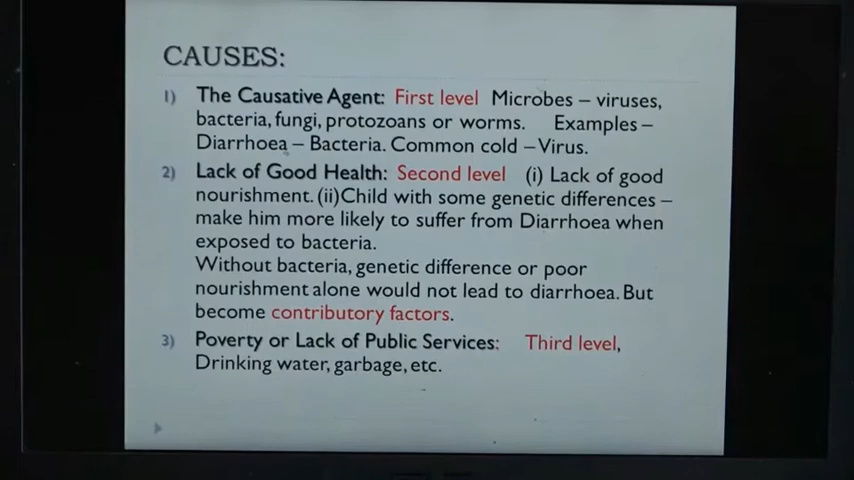 CAUSES:
1) The Causative Agent: First level Microbes – viruses,
bacteria, fungi, protozoans or worms. Examples –
Diarrhoea – Bacteria. Common cold – Virus.
2) Lack of Good Health: Second level (i) Lack of good
nourishment. (ii)Child with some genetic differences –
make him more likely to suffer from Diarrhoea when
exposed to bacteria.
Without bacteria, genetic difference or poor
nourishment alone would not lead to diarrhoea. But
become contributory factors.
3) Poverty or Lack of Public Services: Third level,
Drinking water, garbage, etc.